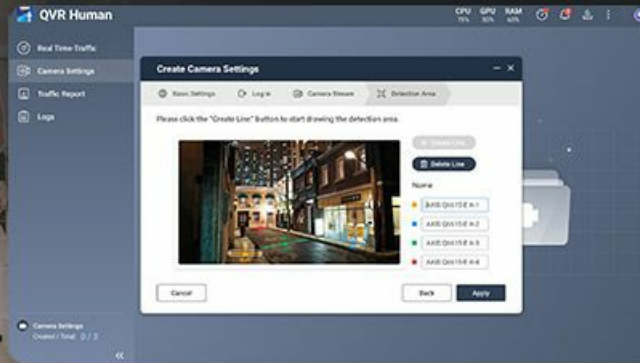 QVR Human
CPU GPU RAM
Real Time-Traffic
Camera Settings
Traffic Report
Logs
Create Camera Settings
Basic Settings
Log in
Camera Stream
Detection Area
Please click the "Create Line" button to start drawing the detection area.
Create Line
Delete Line
Name
Cancel
Back
Apply
Camera Settings
Created / Total 0 / 3